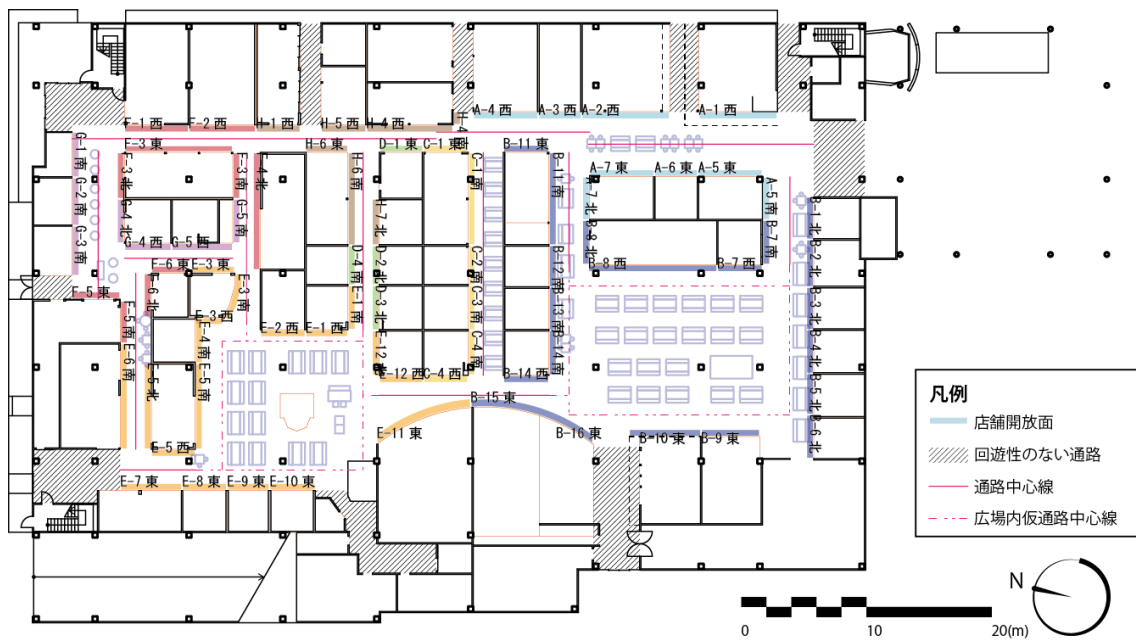 F-1 西
F-2 西
H-1 西
H-5 西
H-4 西
H-4 南
A-4 西
A-3 西
A-2 西
A-1 西
F-3 東
H-6 東
D-1 東
C-1 東
B-11 東
A-7 東
A-6 東
A-5 東
G-1 南
G-2 南
G-3 南
F-3 北
G-4 北
F-3 南
G-5 南
F-4 北
H-6 南
H-7 北
D-4 南
D-2 北
D-3 北
E-1 南
E-12 北
C-1 南
C-2 南
C-3 南
C-4 南
B-11 南
B-12 南
B-13 南
B-14 南
A-7 北
B-8 北
A-5 南
B-7 南
B-1 北
B-2 北
B-3 北
B-4 北
B-5 北
B-6 北
G-4 西
G-5 西
F-6 東
E-3 東
B-8 西
B-7 西
F-5 東
F-6 北
E-3 南
E-3 西
F-5 南
E-6 南
E-4 南
E-5 南
E-5 北
E-2 西
E-1 西
E-12 西
C-4 西
B-14 西
B-15 東
E-11 東
B-16 東
B-10 東
B-9 東
E-5 西
E-7 東
E-8 東
E-9 東
E-10 東
凡例
店舗開放面
回遊性のない通路
通路中心線
広場内仮通路中心線
N
0
10
20(m)